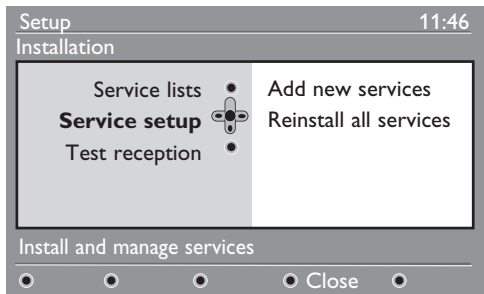 Setup 11:46
Installation
Service lists
Service setup
Test reception
Add new services
Reinstall all services
Install and manage services
Close